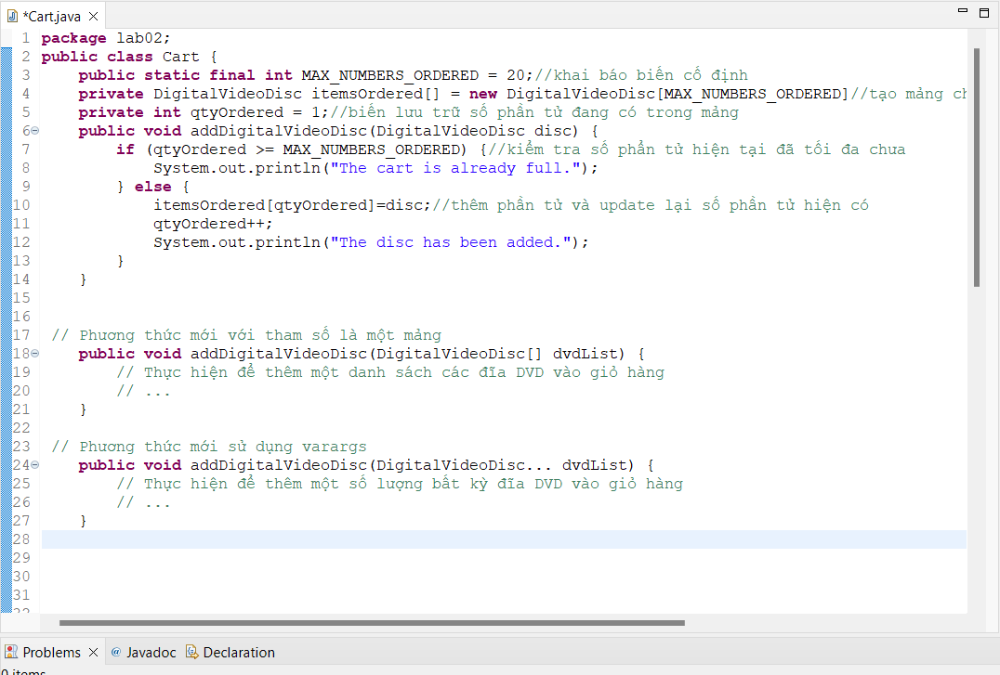 *Cart.java
1 package lab02;
2 public class Cart {
3 public static final int MAX_NUMBERS_ORDERED = 20;//khai báo biến cố định
4 private DigitalVideoDisc itemsOrdered[] = new DigitalVideoDisc[MAX_NUMBERS_ORDERED]//tạo mảng
5 private int qtyOrdered = 1;//biến lưu trữ số phần tử đang có trong mảng
6 public void addDigitalVideoDisc(DigitalVideoDisc disc) {
7 if (qtyOrdered >= MAX_NUMBERS_ORDERED) {//kiểm tra số phần tử hiện tại đã tối đa chưa
8 System.out.println("The cart is already full.");
9 } else {
10 itemsOrdered[qtyOrdered]=disc;//thêm phần tử và update lại số phần tử hiện có
11 qtyOrdered++;
12 System.out.println("The disc has been added.");
13 }
14 }
15
16
17 // Phương thức mới với tham số là một mảng
18 public void addDigitalVideoDisc(DigitalVideoDisc[] dvdList) {
19 // Thực hiện để thêm một danh sách các đĩa DVD vào giỏ hàng
20 // ...
21 }
22
23 // Phương thức mới sử dụng varargs
24 public void addDigitalVideoDisc(DigitalVideoDisc... dvdList) {
25 // Thực hiện để thêm một số lượng bất kỳ đĩa DVD vào giỏ hàng
26 // ...
27 }
28
29
30
31
Problems @ Javadoc Declaration
0 items